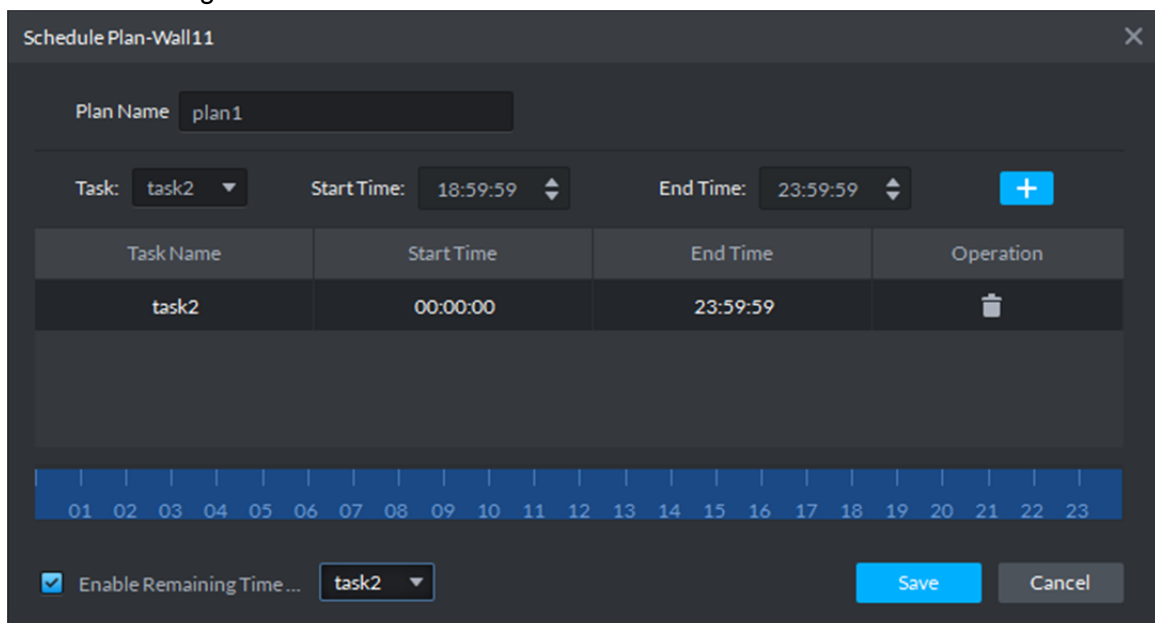 Schedule Plan-Wall11
Plan Name plan1
Task: task2 Start Time: 18:59:59 End Time: 23:59:59
Task Name Start Time End Time Operation
task2 00:00:00 23:59:59
01 02 03 04 05 06 07 08 09 10 11 12 13 14 15 16 17 18 19 20 21 22 23
Enable Remaining Time ... task2 Save Cancel